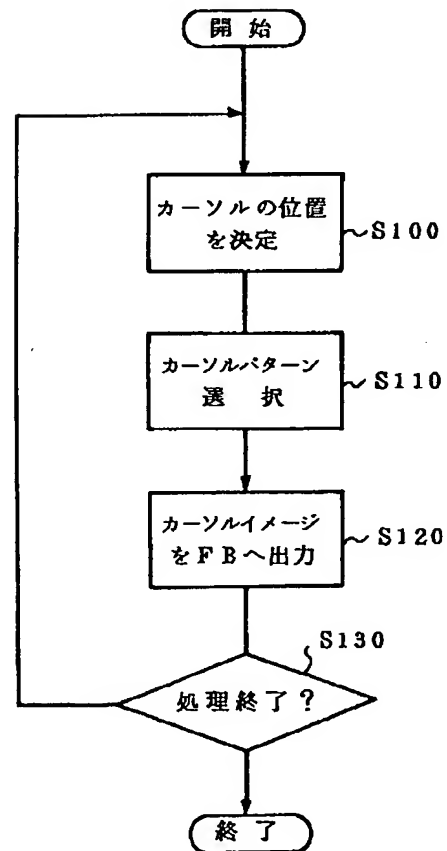 開始
カーソルの位置
を決定
S100
カーソルパターン
選択
S110
カーソルイメージ
をFBへ出力
S120
S130
処理終了?
終了